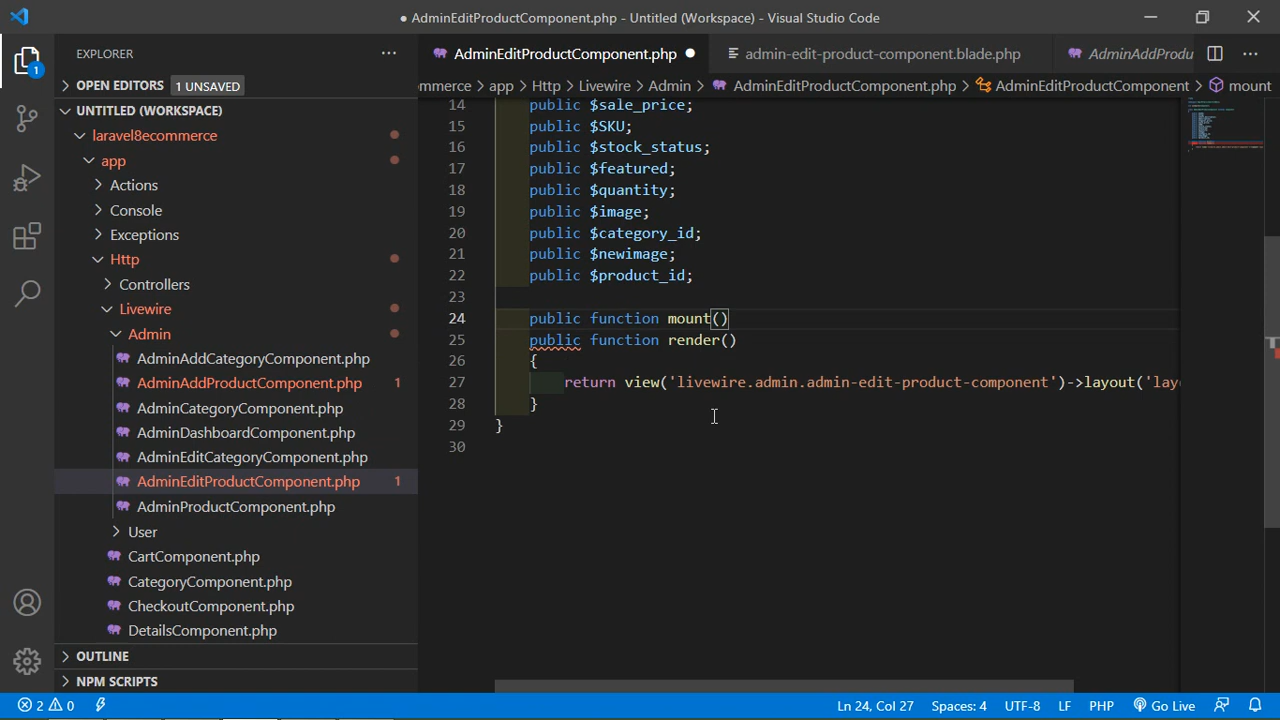 ● AdminEditProductComponent.php - Untitled (Workspace) - Visual Studio Code
EXPLORER
1
OPEN EDITORS 1 UNSAVED
UNTITLED (WORKSPACE)
laravel8ecommerce
app
Actions
Console
Exceptions
Http
Controllers
Livewire
Admin
AdminAddCategoryComponent.php
AdminAddProductComponent.php 1
AdminCategoryComponent.php
AdminDashboardComponent.php
AdminEditCategoryComponent.php
AdminEditProductComponent.php 1
AdminProductComponent.php
User
CartComponent.php
CategoryComponent.php
CheckoutComponent.php
DetailsComponent.php
OUTLINE
NPM SCRIPTS
AdminEditProductComponent.php ● admin-edit-product-component.blade.php AdminAddProdu
ommerce > app > Http > Livewire > Admin > AdminEditProductComponent.php > AdminEditProductComponent > mount
14 public $sale_price;
15 public $SKU;
16 public $stock_status;
17 public $featured;
18 public $quantity;
19 public $image;
20 public $category_id;
21 public $newimage;
22 public $product_id;
23
24 public function mount()
25 public function render()
26 {
27 return view('livewire.admin.admin-edit-product-component')->layout('lay
28 }
29 }
30
2 0 Ln 24, Col 27 Spaces: 4 UTF-8 LF PHP Go Live